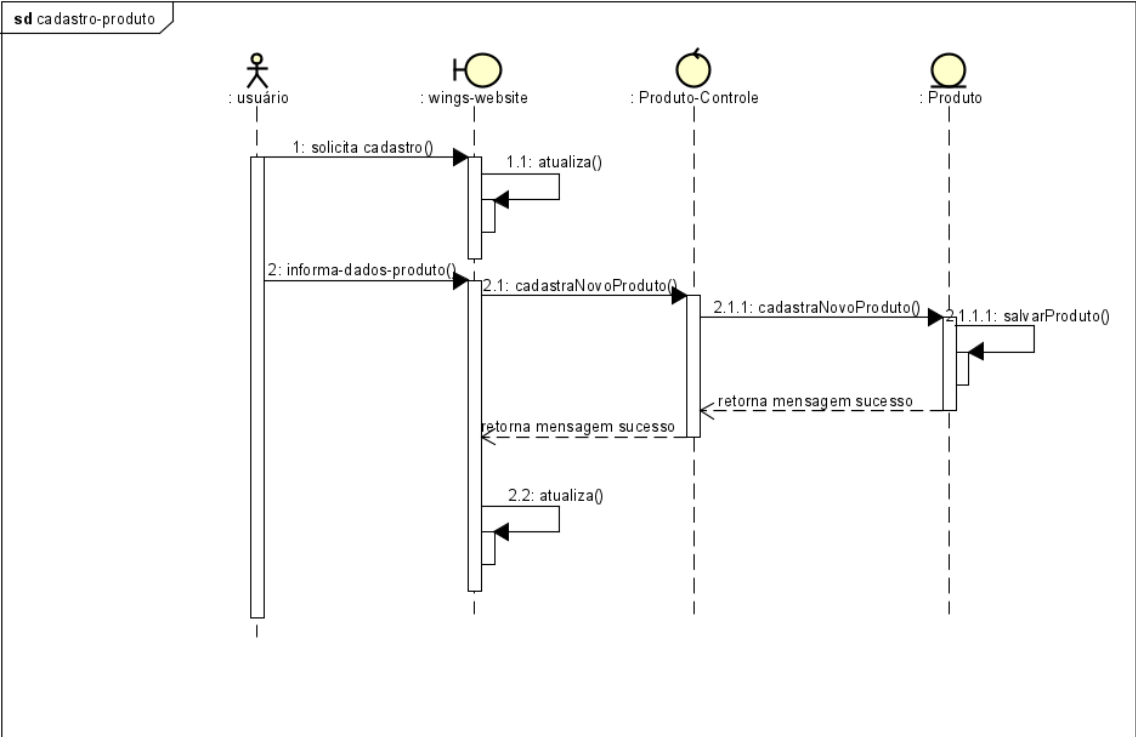 sd cadastro-produto
: usuário
: wings-website
: Produto-Controle
: Produto
1: solicita cadastro()
1.1: atualiza()
2: informa-dados-produto()
2.1: cadastraNovoProduto()
2.1.1: cadastraNovoProduto()
2.1.1.1: salvarProduto()
retorna mensagem sucesso
retorna mensagem sucesso
2.2: atualiza()